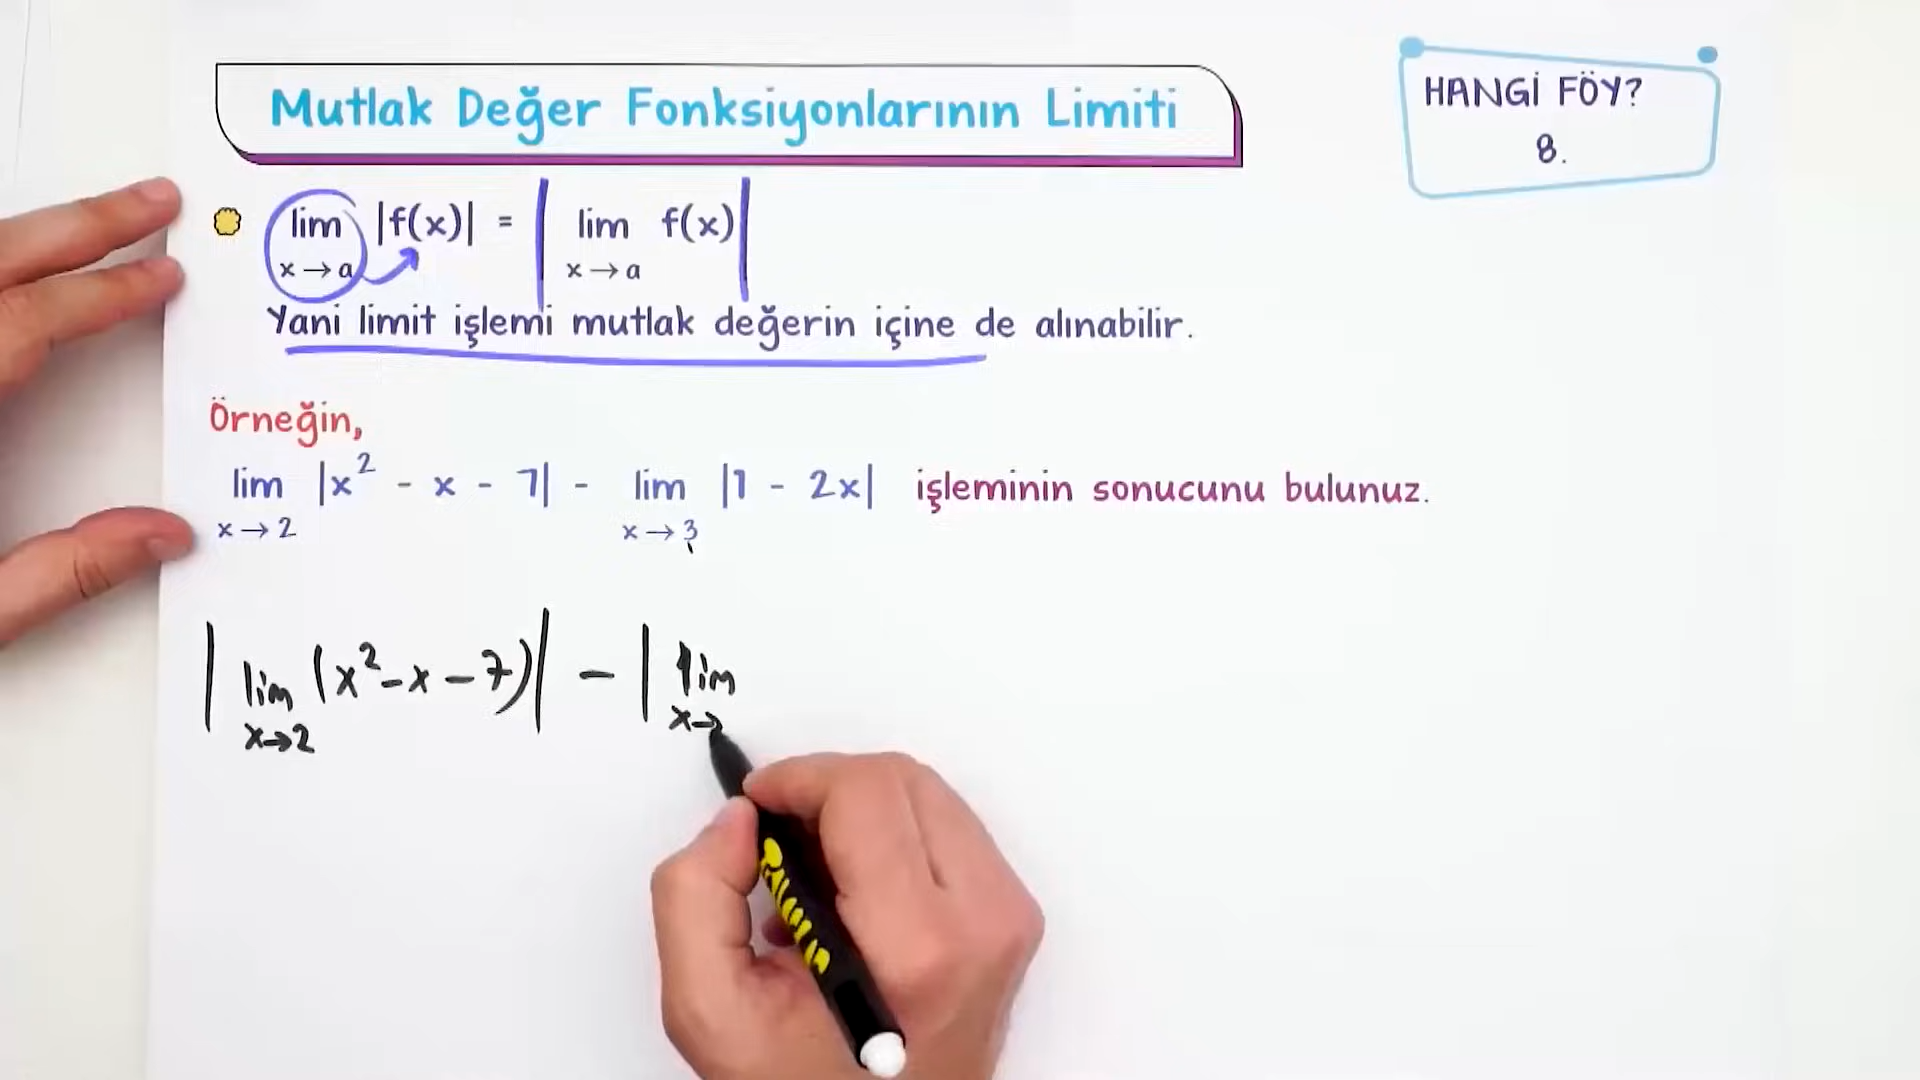 Mutlak Değer Fonksiyonlarının Limiti
HANGİ FÖY?
8.
lim |f(x)| = | lim f(x)|
x → a x → a
Yani limit işlemi mutlak değerin içine de alınabilir.
Örneğin,
lim |x² - x - 7| - lim |1 - 2x| işleminin sonucunu bulunuz.
x → 2 x → 3
| lim (x² - x - 7)| - | lim
x→2 x→